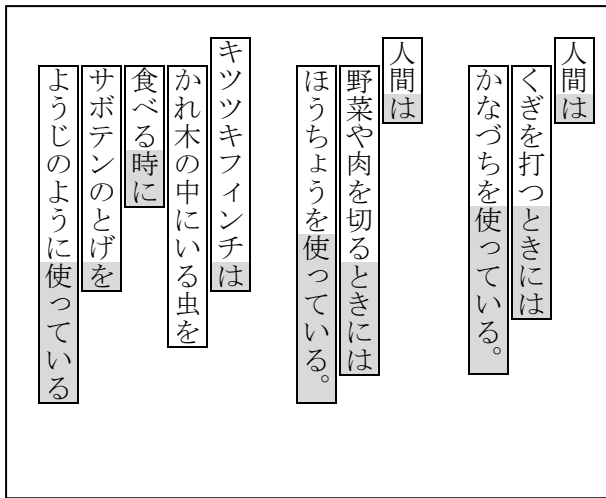 人間は
くぎを打つときには
かなづちを使っている。
人間は
野菜や肉を切るときには
ほうちょうを使っている。
キツツキフィンチは
かれ木の中にいる虫を
食べる時に
サボテンのとげを
ようじのように使っている